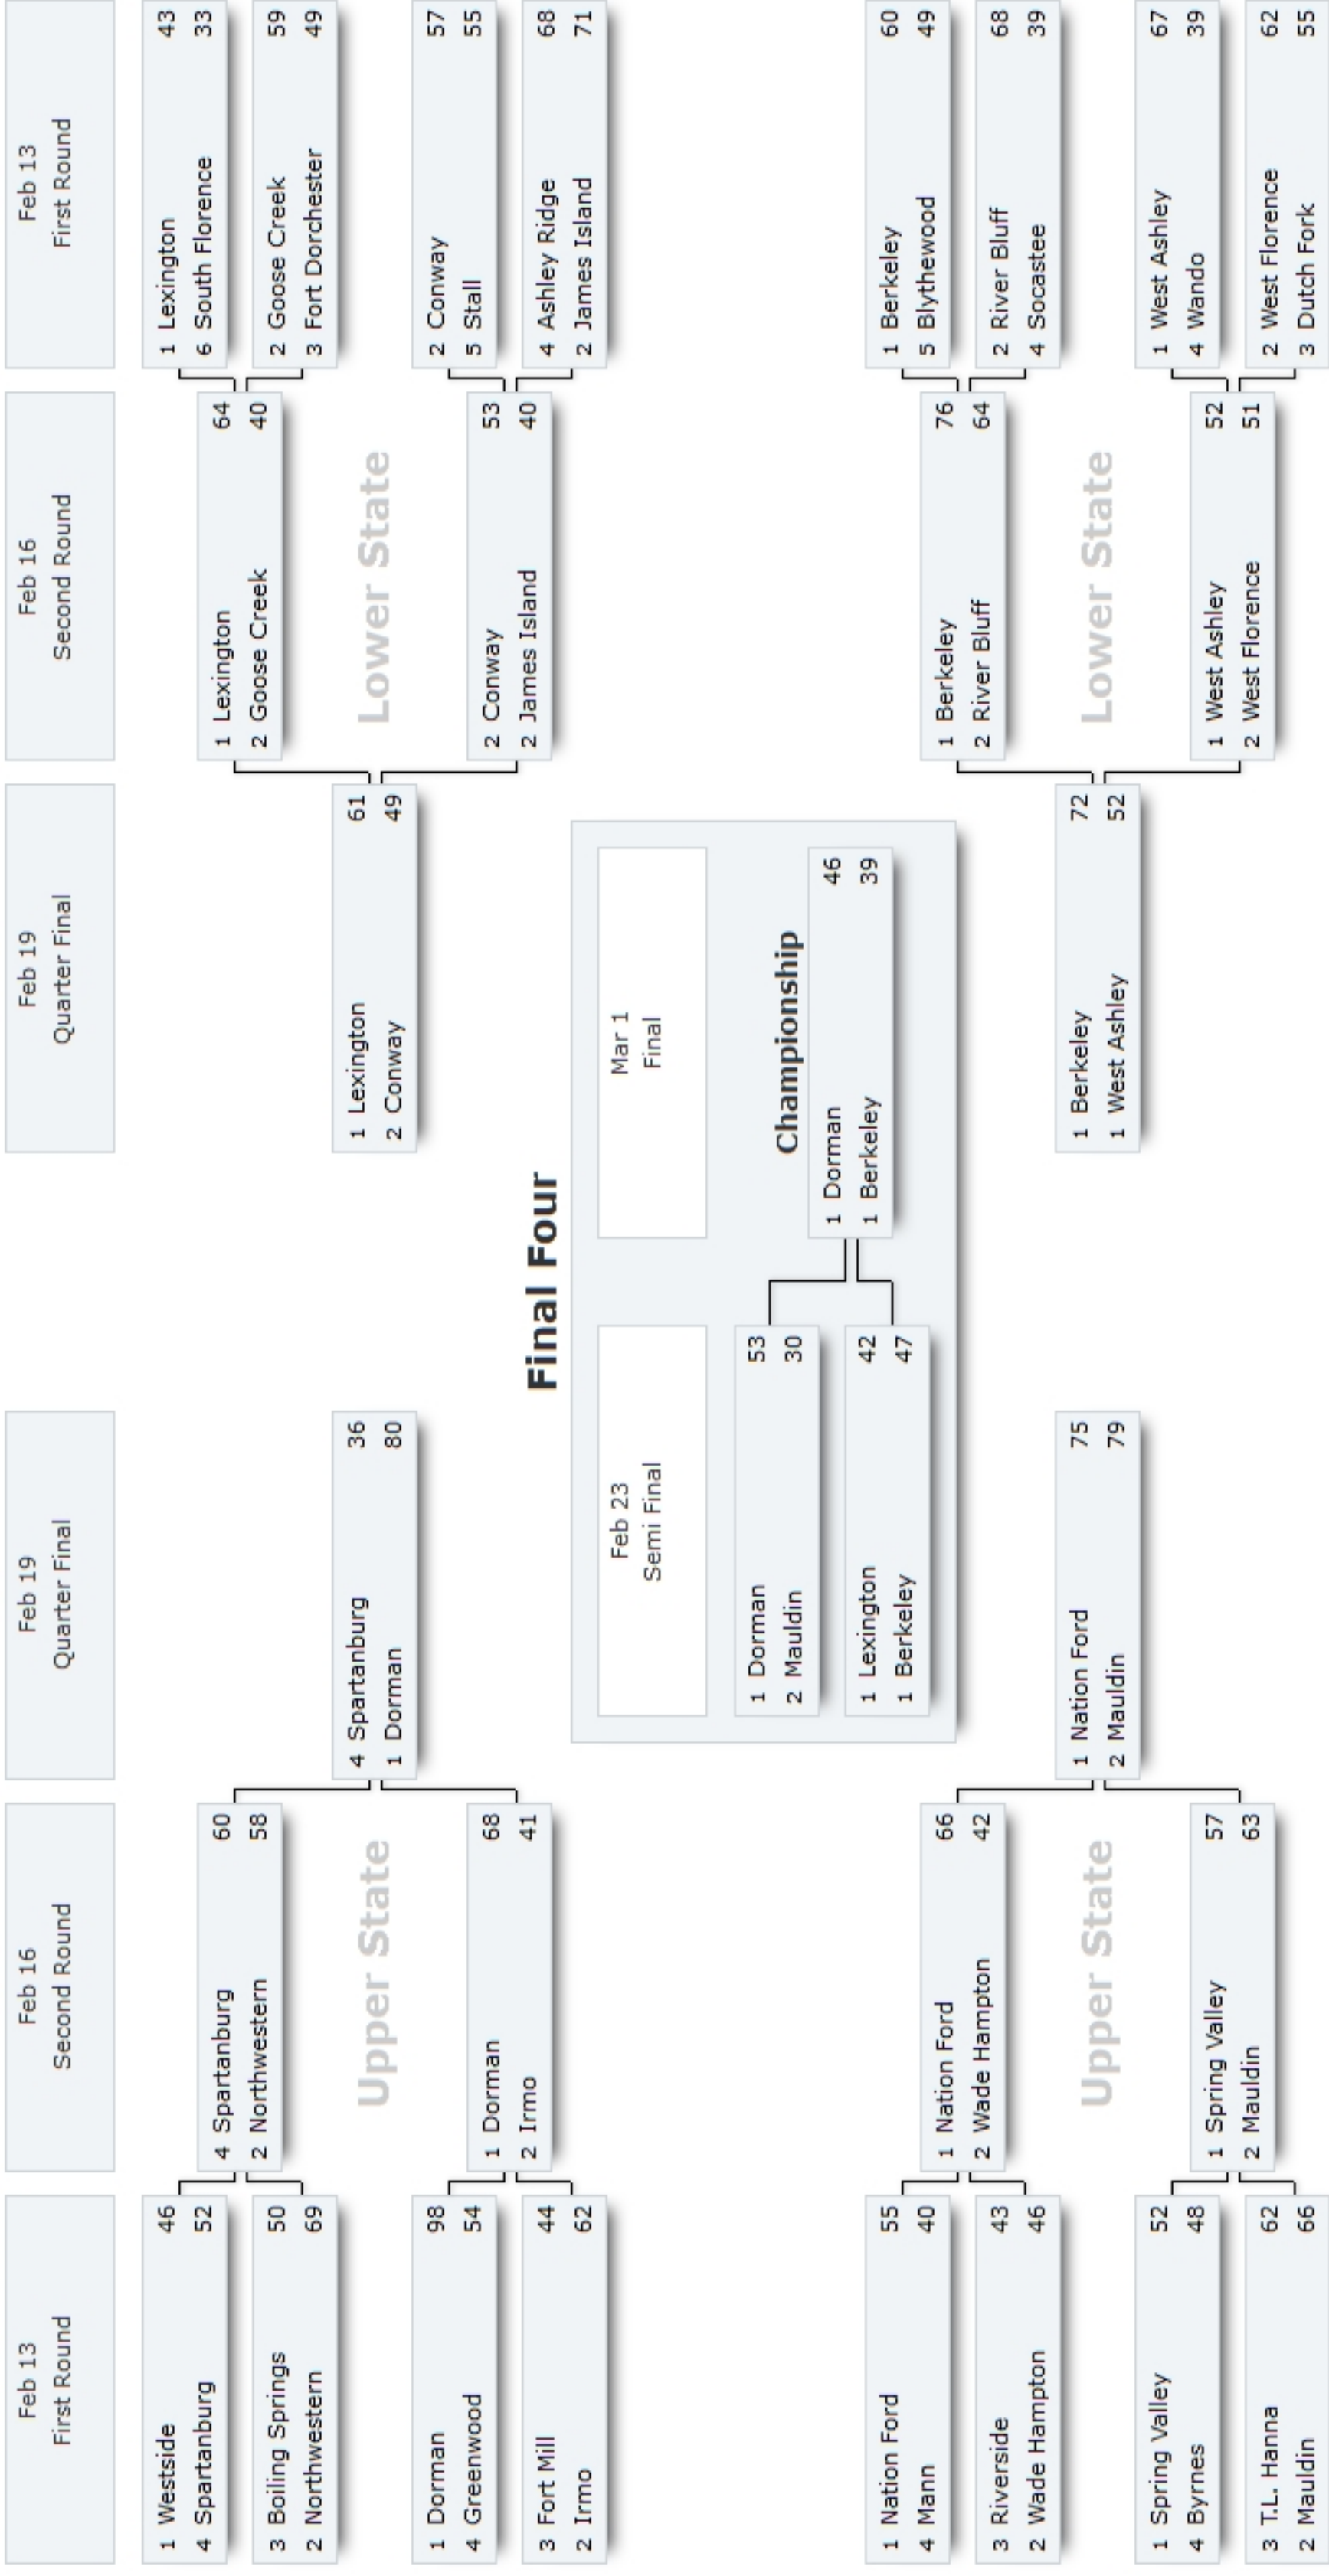 Feb 13
First Round
Feb 16
Second Round
Feb 19
Quarter Final
Feb 19
Quarter Final
Feb 16
Second Round
Feb 13
First Round
1 Westside 46
4 Spartanburg 52
3 Boiling Springs 50
2 Northwestern 69
1 Dorman 98
4 Greenwood 54
3 Fort Mill 44
2 Irmo 62
4 Spartanburg 60
2 Northwestern 58
Upper State
1 Dorman 68
2 Irmo 41
4 Spartanburg 36
1 Dorman 80
1 Lexington 61
2 Conway 49
1 Lexington 64
2 Goose Creek 40
Lower State
2 Conway 53
2 James Island 40
1 Lexington 43
6 South Florence 33
2 Goose Creek 59
3 Fort Dorchester 49
2 Conway 57
5 Stall 55
4 Ashley Ridge 68
2 James Island 71
Final Four
Feb 23
Semi Final
Mar 1
Final
1 Dorman 53
2 Mauldin 30
1 Lexington 42
1 Berkeley 47
Championship
1 Dorman 46
1 Berkeley 39
1 Nation Ford 55
4 Mann 40
3 Riverside 43
2 Wade Hampton 46
1 Spring Valley 52
4 Byrnes 48
3 T.L. Hanna 62
2 Mauldin 66
1 Nation Ford 66
2 Wade Hampton 42
Upper State
1 Spring Valley 57
2 Mauldin 63
1 Nation Ford 75
2 Mauldin 79
1 Berkeley 72
1 West Ashley 52
1 Berkeley 76
2 River Bluff 64
Lower State
1 West Ashley 52
2 West Florence 51
1 Berkeley 60
5 Blythewood 49
2 River Bluff 68
4 Socastee 39
1 West Ashley 67
4 Wando 39
2 West Florence 62
3 Dutch Fork 55